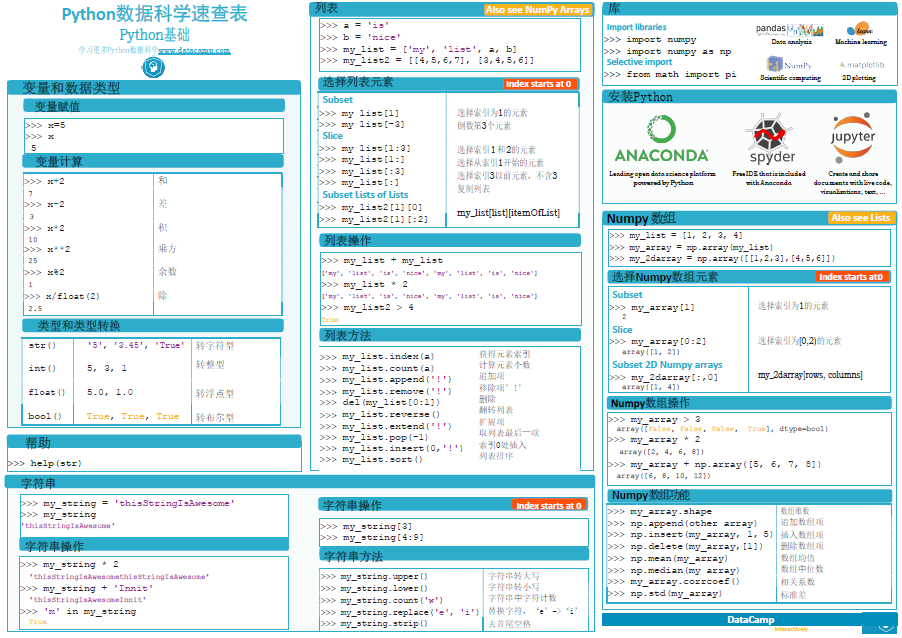 Python数据科学速查表
Python基础
学习更多Python数据科学www.datacamp.com
变量和数据类型
变量赋值
>>> x=5
>>> x
5
变量计算
>>> x+2 和
7
>>> x-2 差
3
>>> x*2 积
10
>>> x**2 乘方
25
>>> x%2 余数
1
>>> x/float(2) 除
2.5
类型和类型转换
str() '5', '3.45', 'True' 转字符型
int() 5, 3, 1 转整型
float() 5.0, 1.0 转浮点型
bool() True, True, True 转布尔型
帮助
>>> help(str)
字符串
>>> my_string = 'thisStringIsAwesome'
>>> my_string
'thisStringIsAwesome'
字符串操作
>>> my_string * 2
'thisStringIsAwesomethisStringIsAwesome'
>>> my_string + 'Innit'
'thisStringIsAwesomeInnit'
>>> 'm' in my_string
True
列表 Also see NumPy Arrays
>>> a = 'is'
>>> b = 'nice'
>>> my_list = ['my', 'list', a, b]
>>> my_list2 = [[4,5,6,7], [3,4,5,6]]
选择列表元素 Index starts at 0
Subset
>>> my list[1] 选择索引为1的元素
>>> my list[-3] 倒数第3个元素
Slice
>>> my list[1:3] 选择索引 1 和2的元素
>>> my list[1:] 选择从索引1开始的元素
>>> my list[:3] 选择索引3以前元素，不含3
>>> my list[:] 复制列表
Subset Lists of Lists
>>> my_list2[1][0] my_list[list][itemOfList]
>>> my_list2[1][:2]
列表操作
>>> my_list + my_list
['my', 'list', 'is', 'nice', 'my', 'list', 'is', 'nice']
>>> my_list * 2
['my', 'list', 'is', 'nice', 'my', 'list', 'is', 'nice']
>>> my_list2 > 4
True
列表方法
>>> my_list.index(a) 获得元素索引
>>> my_list.count(a) 计算元素个数
>>> my_list.append('!') 追加项
>>> my_list.remove('!') 移除项'!'
>>> del(my_list[0:1]) 删除
>>> my_list.reverse() 翻转列表
>>> my_list.extend('!') 扩展项
>>> my_list.pop(-1) 取列表最后一项
>>> my_list.insert(0,'!') 索引0处插入
>>> my_list.sort() 列表排序
字符串操作 Index starts at 0
>>> my_string[3]
>>> my_string[4:9]
字符串方法
>>> my_string.upper() 字符串转大写
>>> my_string.lower() 字符串转小写
>>> my_string.count('w') 字符串中字符计数
>>> my_string.replace('e', 'i') 替换字符，‘e’->‘i’
>>> my_string.strip() 去首尾空格
库
Import libraries
>>> import numpy
>>> import numpy as np
Selective import
>>> from math import pi
pandas
Data analysis
learn
Machine learning
NumPy
Scientific computing
matplotlib
2D plotting
安装Python
ANACONDA
Leading open data science platform
powered by Python
spyder
Free IDE that is included
with Anaconda
jupyter
Create and share
documents with live code,
visualizations, text, ...
Numpy 数组 Also see Lists
>>> my_list = [1, 2, 3, 4]
>>> my_array = np.array(my_list)
>>> my_2darray = np.array([[1,2,3],[4,5,6]])
选择Numpy数组元素 Index starts at0
Subset
>>> my_array[1] 选择索引为1的元素
2
Slice
>>> my_array[0:2] 选择索引为[0,2)的元素
array([1, 2])
Subset 2D Numpy arrays
>>> my_2darray[:,0] my_2darray[rows, columns]
array([1, 4])
Numpy数组操作
>>> my_array > 3
array([False, False, False, True], dtype=bool)
>>> my_array * 2
array([2, 4, 6, 8])
>>> my_array + np.array([5, 6, 7, 8])
array([6, 8, 10, 12])
Numpy数组功能
>>> my_array.shape 数组维数
>>> np.append(other array) 追加数组项
>>> np.insert(my_array, 1, 5) 插入数组项
>>> np.delete(my_array,[1]) 删除数组项
>>> np.mean(my_array) 数组均值
>>> np.median(my array) 数组中位数
>>> my_array.corrcoef() 相关系数
>>> np.std(my_array) 标准差
DataCamp
Interactively